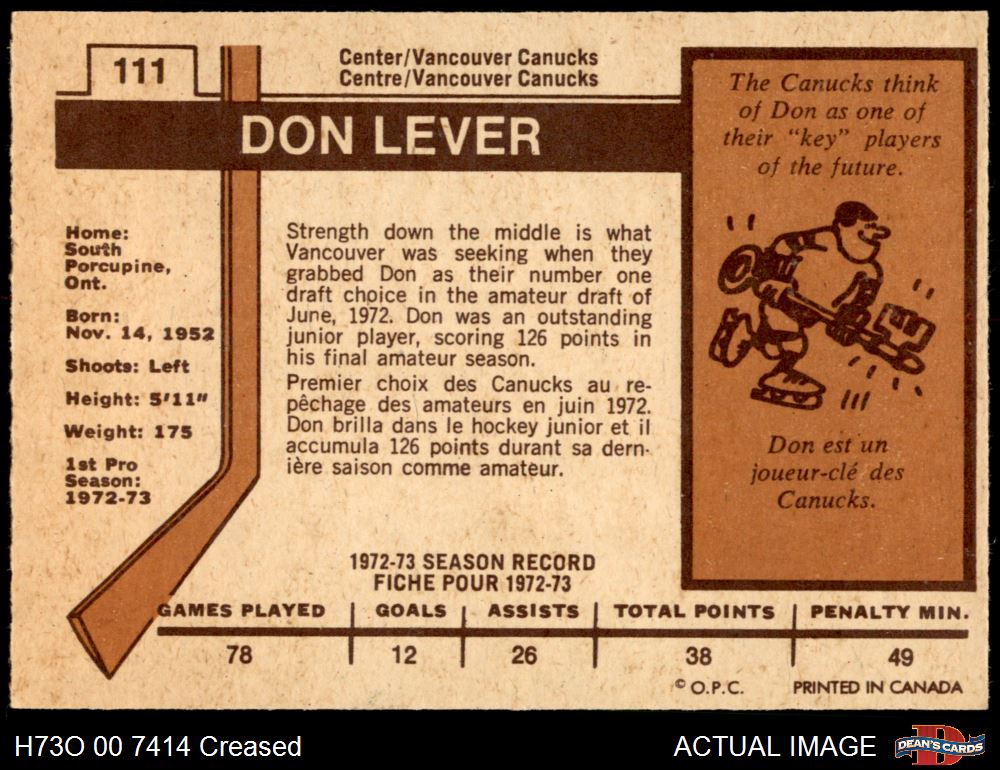 111
Center/Vancouver Canucks
Centre/Vancouver Canucks
DON LEVER
The Canucks think
of Don as one of
their "key" players
of the future.
Don est un
joueur-clé des
Canucks.
Home:
South
Porcupine,
Ont.
Born:
Nov. 14, 1952
Shoots: Left
Height: 5'11"
Weight: 175
1st Pro
Season:
1972-73
Strength down the middle is what
Vancouver was seeking when they
grabbed Don as their number one
draft choice in the amateur draft of
June, 1972. Don was an outstanding
junior player, scoring 126 points in
his final amateur season.
Premier choix des Canucks au re-
pêchage des amateurs en juin 1972.
Don brilla dans le hockey junior et il
accumula 126 points durant sa dern-
ière saison comme amateur.
1972-73 SEASON RECORD
FICHE POUR 1972-73
GAMES PLAYED GOALS ASSISTS TOTAL POINTS PENALTY MIN.
78 12 26 38 49
© O.P.C. PRINTED IN CANADA
H73O 00 7414 Creased
ACTUAL IMAGE
D
DEAN'S CARDS